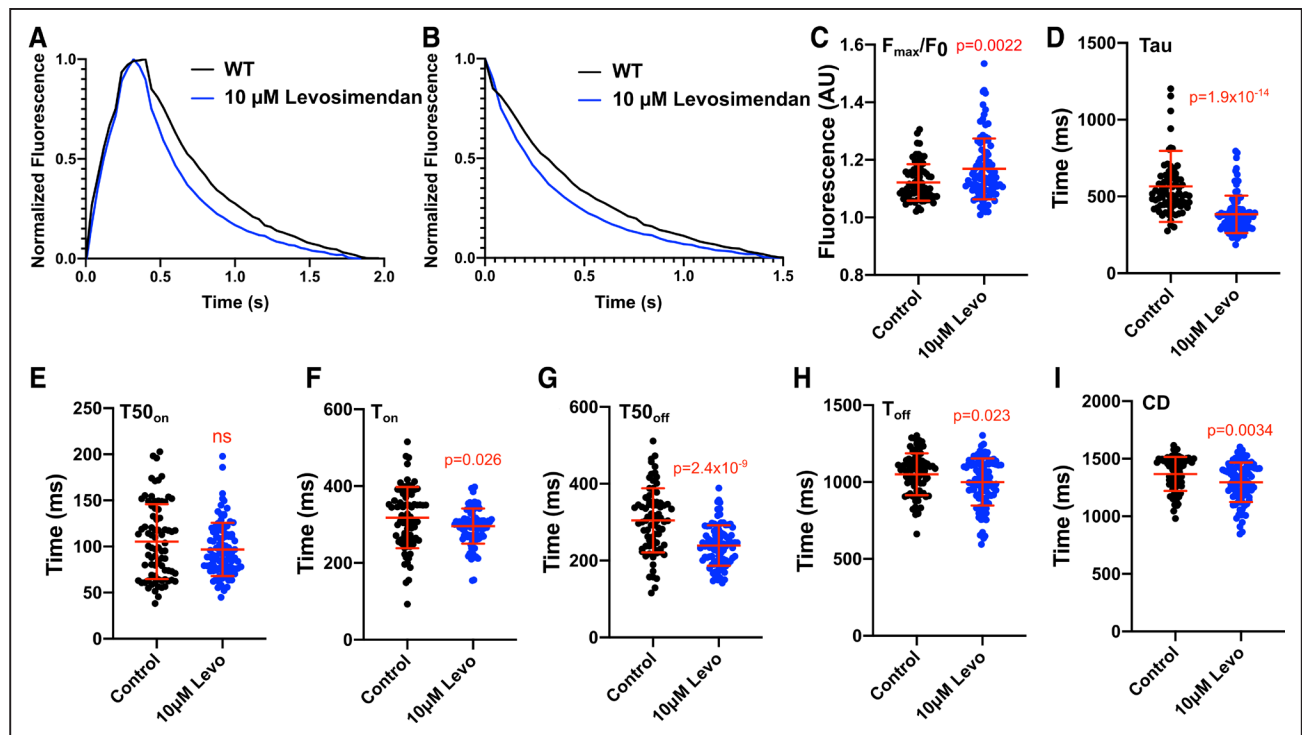 A
Normalized Fluorescence
1.0
0.5
0.0
0.0
0.5
1.0
1.5
2.0
Time (s)
WT
10 µM Levosimendan
B
Normalized Fluorescence
1.0
0.5
0.0
0.0
0.5
1.0
1.5
Time (s)
WT
10 µM Levosimendan
C
Fmax/F0
p=0.0022
Fluorescence (AU)
1.6
1.4
1.2
1.0
0.8
Control
10µM Levo
D
Tau
p=1.9x10-14
Time (ms)
1500
1000
500
0
Control
10µM Levo
E
T50on
ns
Time (ms)
250
200
150
100
50
0
Control
10µM Levo
F
Ton
p=0.026
Time (ms)
600
400
200
0
Control
10µM Levo
G
T50off
p=2.4x10-9
Time (ms)
600
400
200
0
Control
10µM Levo
H
Toff
p=0.023
Time (ms)
1500
1000
500
0
Control
10µM Levo
I
CD
p=0.0034
Time (ms)
2000
1500
1000
500
0
Control
10µM Levo